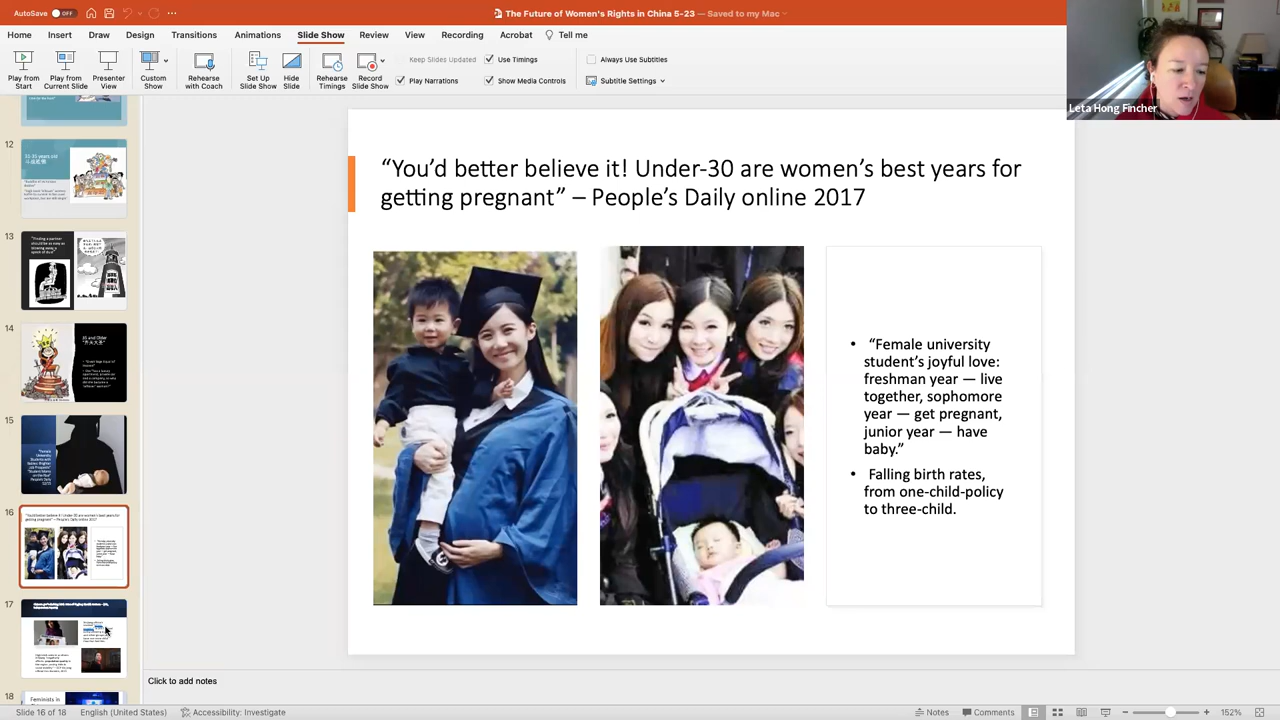 AutoSave OFF
The Future of Women's Rights in China 5-23 — Saved to my Mac
Home Insert Draw Design Transitions Animations Slide Show Review View Recording Acrobat Tell me
Play from Start
Play from Current Slide
Presenter View
Custom Show
Rehearse with Coach
Set Up Slide Show
Hide Slide
Rehearse Timings
Record Slide Show
Keep Slides Updated
Use Timings
Play Narrations
Show Media Controls
Always Use Subtitles
Subtitle Settings
Leta Hong Fincher
12
13
14
15
16
17
18
Feminists in
“You’d better believe it! Under-30 are women’s best years for
getting pregnant” – People’s Daily online 2017
• “Female university
student’s joyful love:
freshman year — live
together, sophomore
year — get pregnant,
junior year — have
baby.”
• Falling birth rates,
from one-child-policy
to three-child.
Click to add notes
Slide 16 of 18 English (United States) Accessibility: Investigate Notes Comments 152%